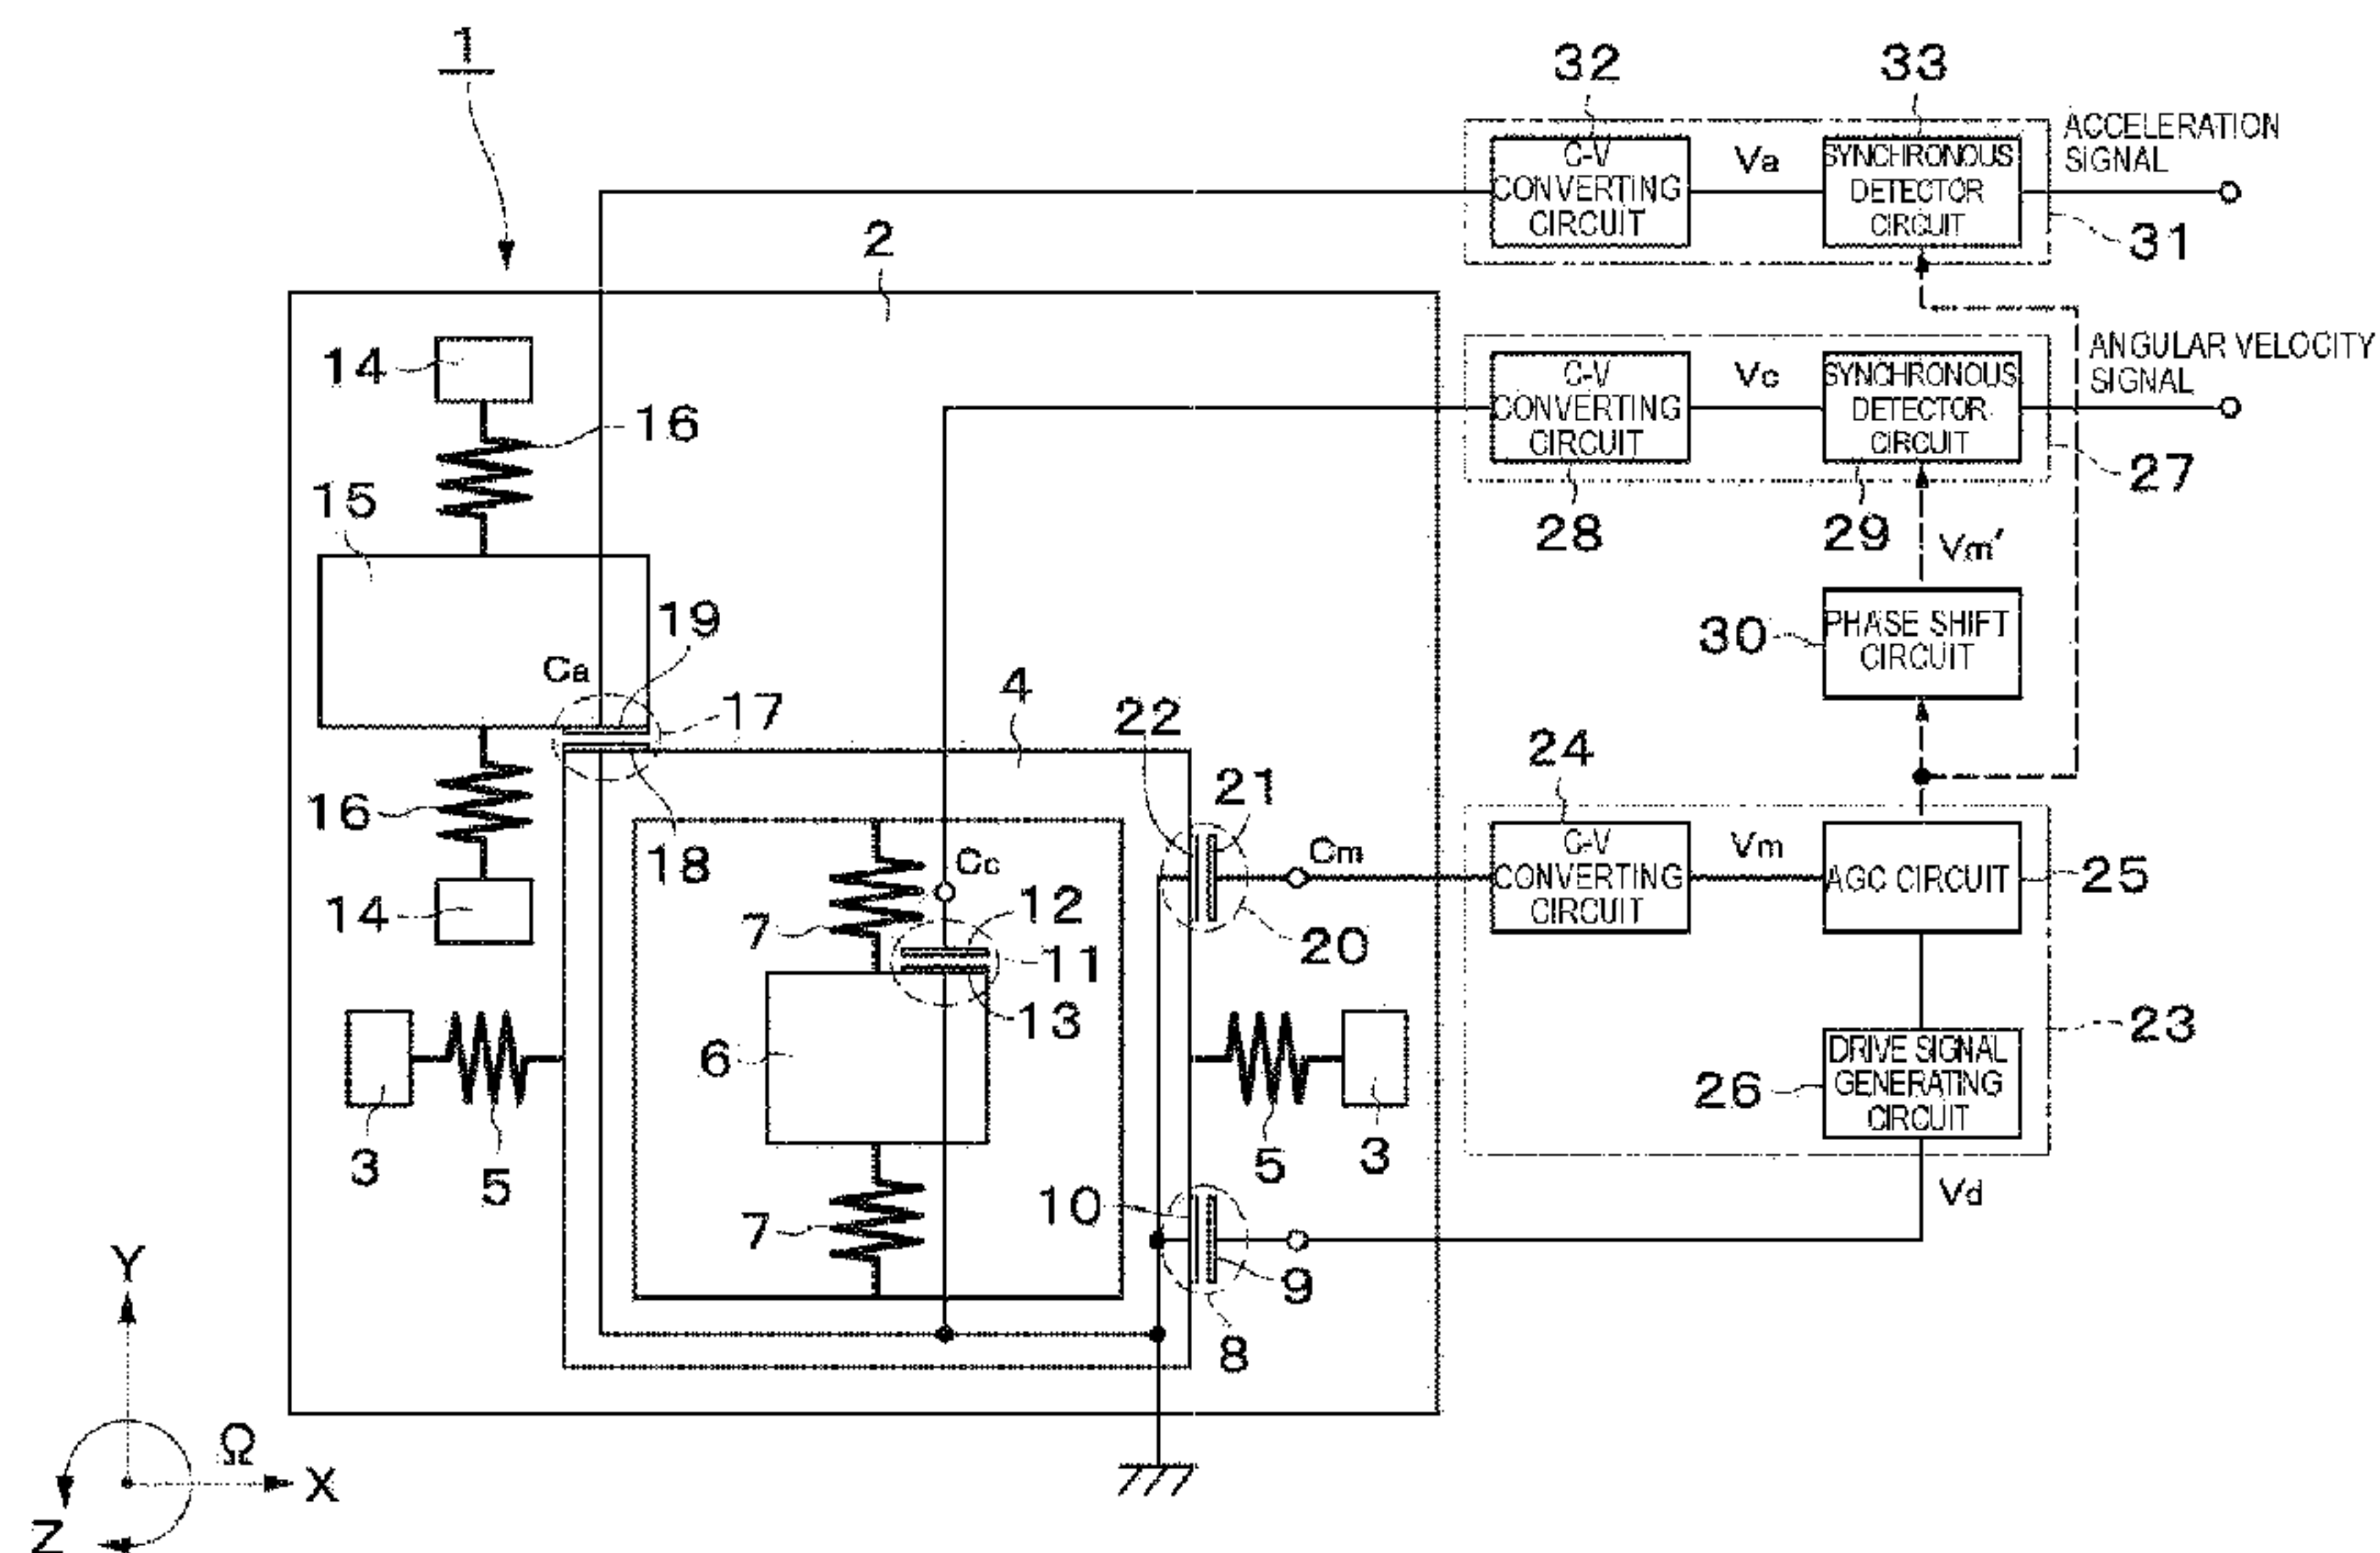 1
32
33
C-V
CONVERTING
CIRCUIT
Va
SYNCHRONOUS
DETECTOR
CIRCUIT
ACCELERATION
SIGNAL
31
2
14
16
C-V
CONVERTING
CIRCUIT
Vc
SYNCHRONOUS
DETECTOR
CIRCUIT
ANGULAR VELOCITY
SIGNAL
27
28
29
Vm'
15
30
PHASE SHIFT
CIRCUIT
19
Ca
17
4
22
21
24
16
18
Cc
Cm
C-V
CONVERTING
CIRCUIT
Vm
AGC CIRCUIT
25
14
7
12
11
13
20
23
6
3
5
5
3
26
DRIVE SIGNAL
GENERATING
CIRCUIT
Vd
7
10
9
8
Y
Ω
X
Z